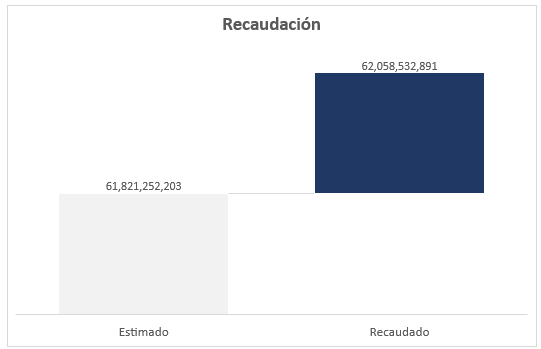 Recaudación
62,058,532,891
61,821,252,203
Estimado
Recaudado